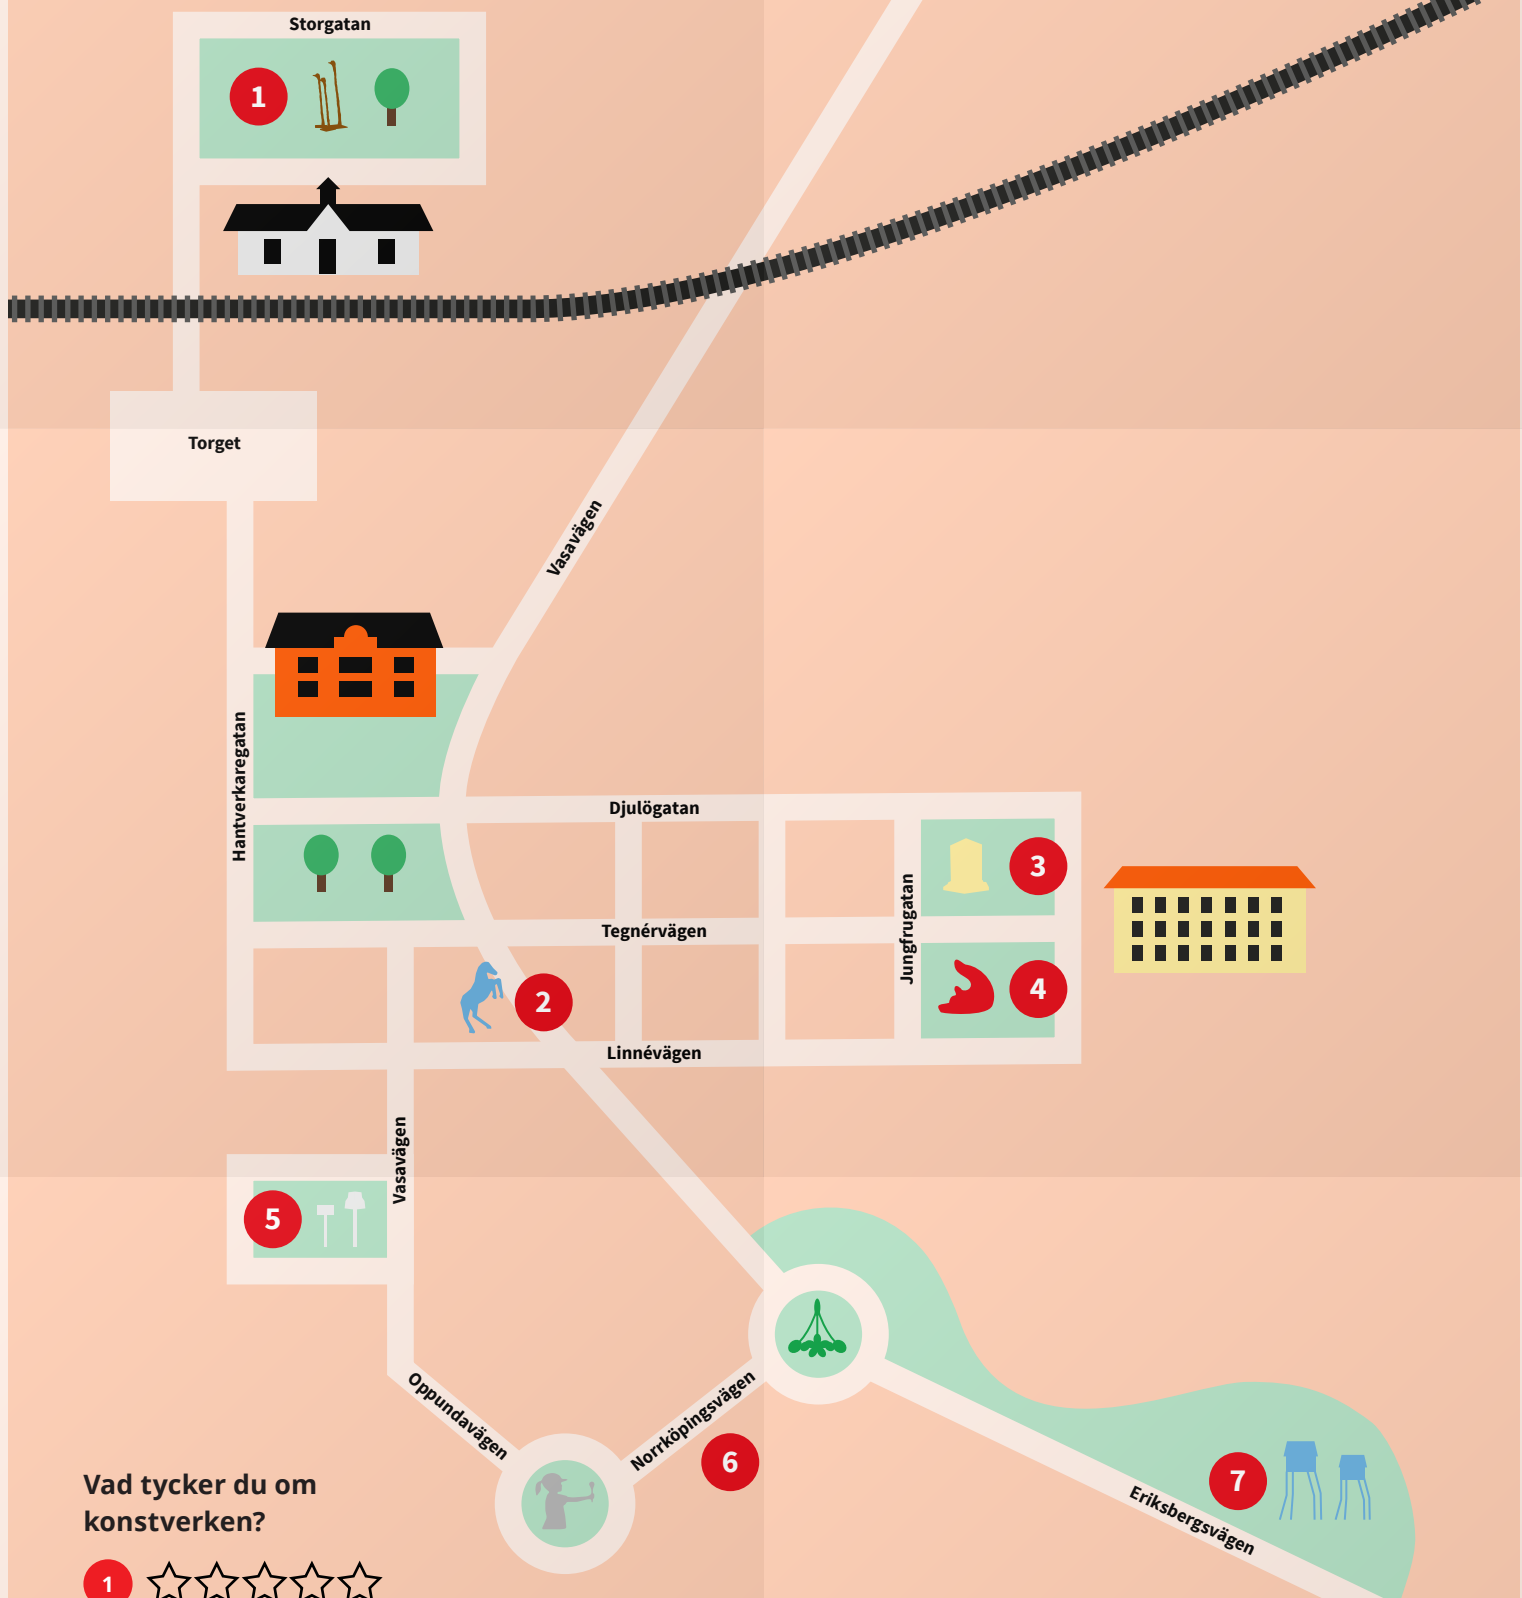 Storgatan
1
Torget
Vasavägen
Hantverkaregatan
Djulögatan
3
Jungfrugatan
Tegnérvägen
2
4
Linnévägen
Vasavägen
5
Oppundavägen
Norrköpingsvägen
6
7
Eriksbergsvägen
Vad tycker du om
konstverken?
1